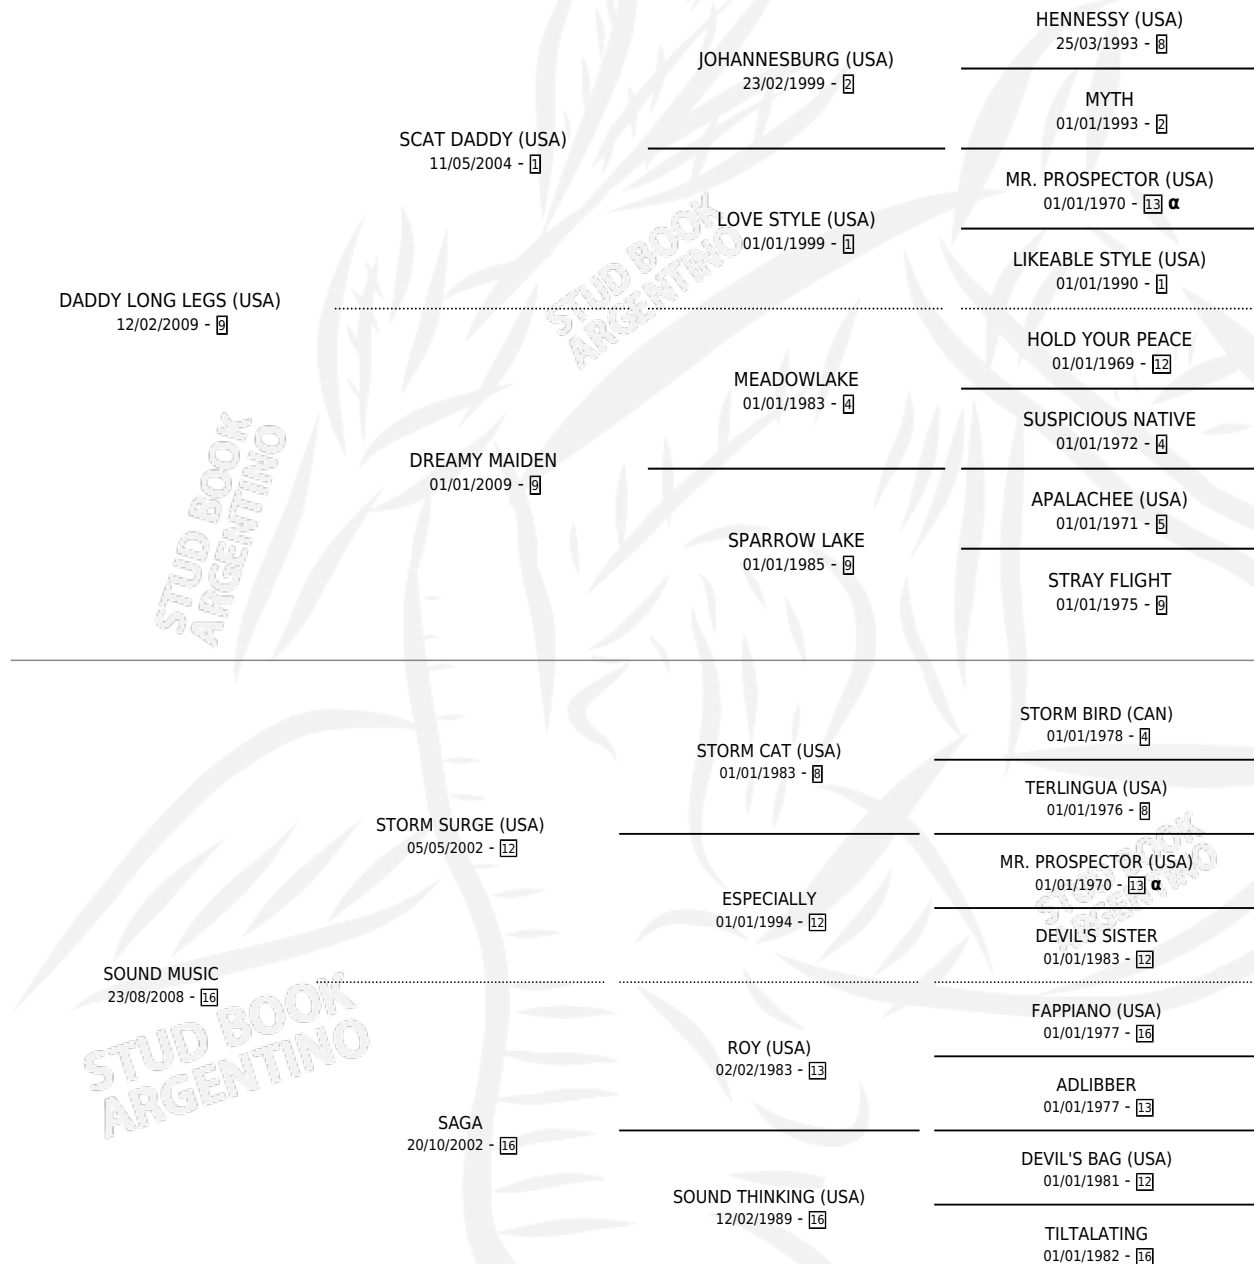 HENNESSY (USA)
25/03/1993 - 8
JOHANNESBURG (USA)
23/02/1999 - 2
MYTH
01/01/1993 - 2
SCAT DADDY (USA)
11/05/2004 - 1
MR. PROSPECTOR (USA)
01/01/1970 - 13 α
LOVE STYLE (USA)
01/01/1999 - 1
LIKEABLE STYLE (USA)
01/01/1990 - 1
DADDY LONG LEGS (USA)
12/02/2009 - 9
HOLD YOUR PEACE
01/01/1969 - 12
MEADOWLAKE
01/01/1983 - 4
SUSPICIOUS NATIVE
01/01/1972 - 4
DREAMY MAIDEN
01/01/2009 - 9
APALACHEE (USA)
01/01/1971 - 5
SPARROW LAKE
01/01/1985 - 9
STRAY FLIGHT
01/01/1975 - 9
STORM BIRD (CAN)
01/01/1978 - 4
STORM CAT (USA)
01/01/1983 - 8
TERLINGUA (USA)
01/01/1976 - 8
STORM SURGE (USA)
05/05/2002 - 12
MR. PROSPECTOR (USA)
01/01/1970 - 13 α
ESPECIALLY
01/01/1994 - 12
DEVIL'S SISTER
01/01/1983 - 12
SOUND MUSIC
23/08/2008 - 16
FAPPIANO (USA)
01/01/1977 - 16
ROY (USA)
02/02/1983 - 13
ADLIBBER
01/01/1977 - 13
SAGA
20/10/2002 - 16
DEVIL'S BAG (USA)
01/01/1981 - 12
SOUND THINKING (USA)
12/02/1989 - 16
TILTALATING
01/01/1982 - 16
STUD BOOK
ARGENTINO
STUD BOOK
ARGENTINO
STUD BOOK
ARGENTINO
STUD BOOK
ARGENTINO